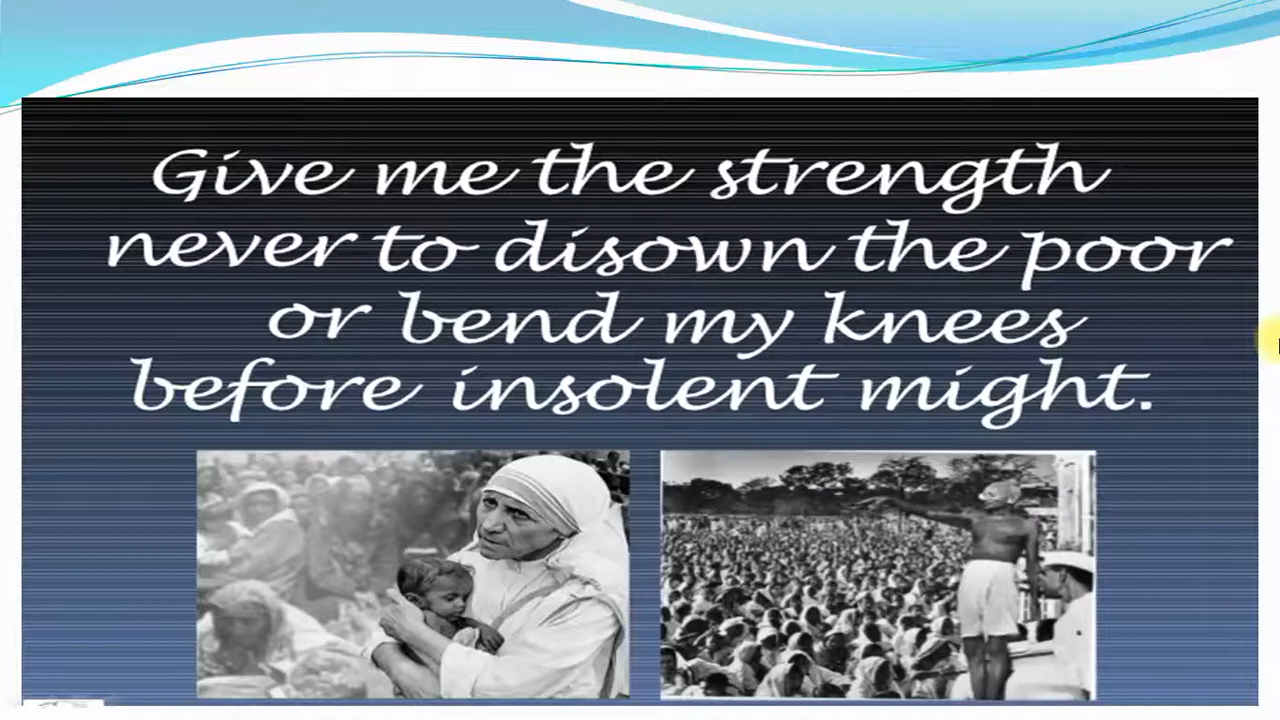 Give me the strength
never to disown the poor
or bend my knees
before insolent might.